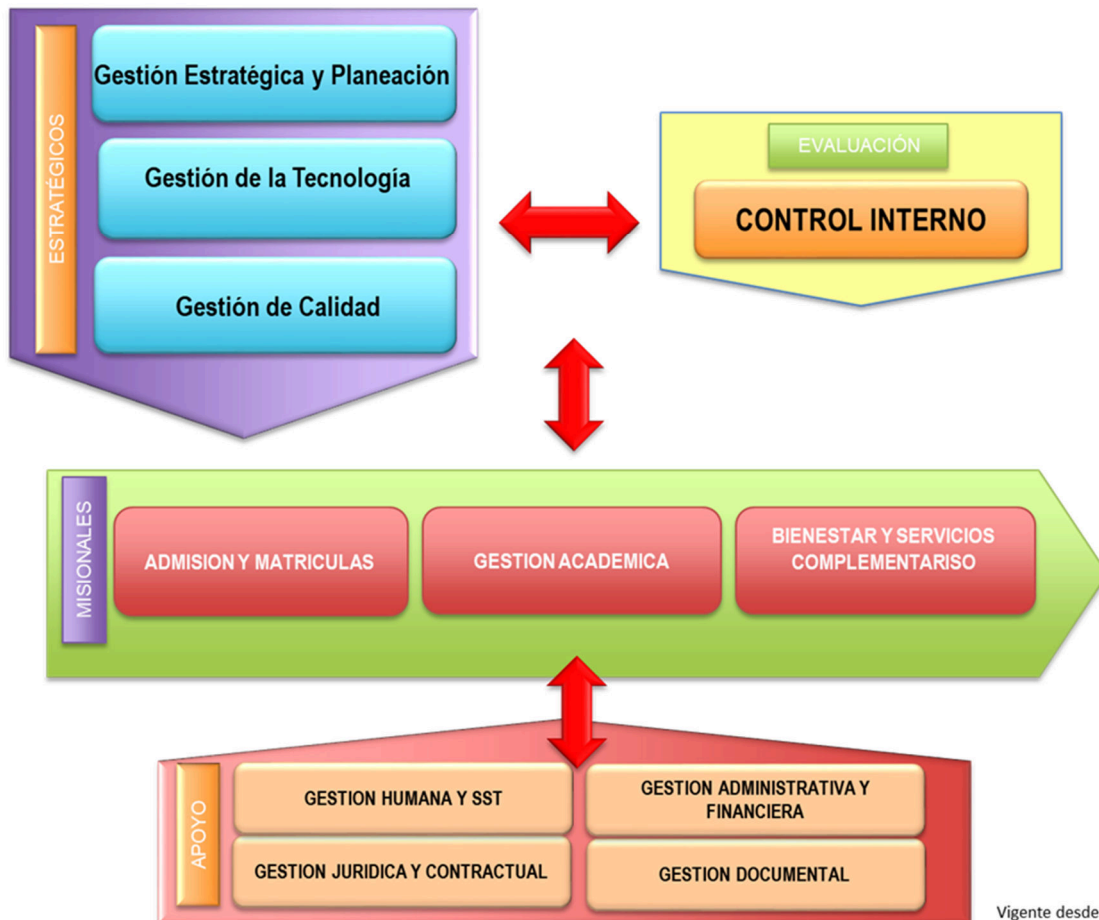 ESTRATÉGICOS
Gestión Estratégica y Planeación
Gestión de la Tecnología
Gestión de Calidad
EVALUACIÓN
CONTROL INTERNO
MISIONALES
ADMISION Y MATRICULAS
GESTION ACADEMICA
BIENESTAR Y SERVICIOS
COMPLEMENTARISO
APOYO
GESTION HUMANA Y SST
GESTION ADMINISTRATIVA Y
FINANCIERA
GESTION JURIDICA Y CONTRACTUAL
GESTION DOCUMENTAL
Vigente desde